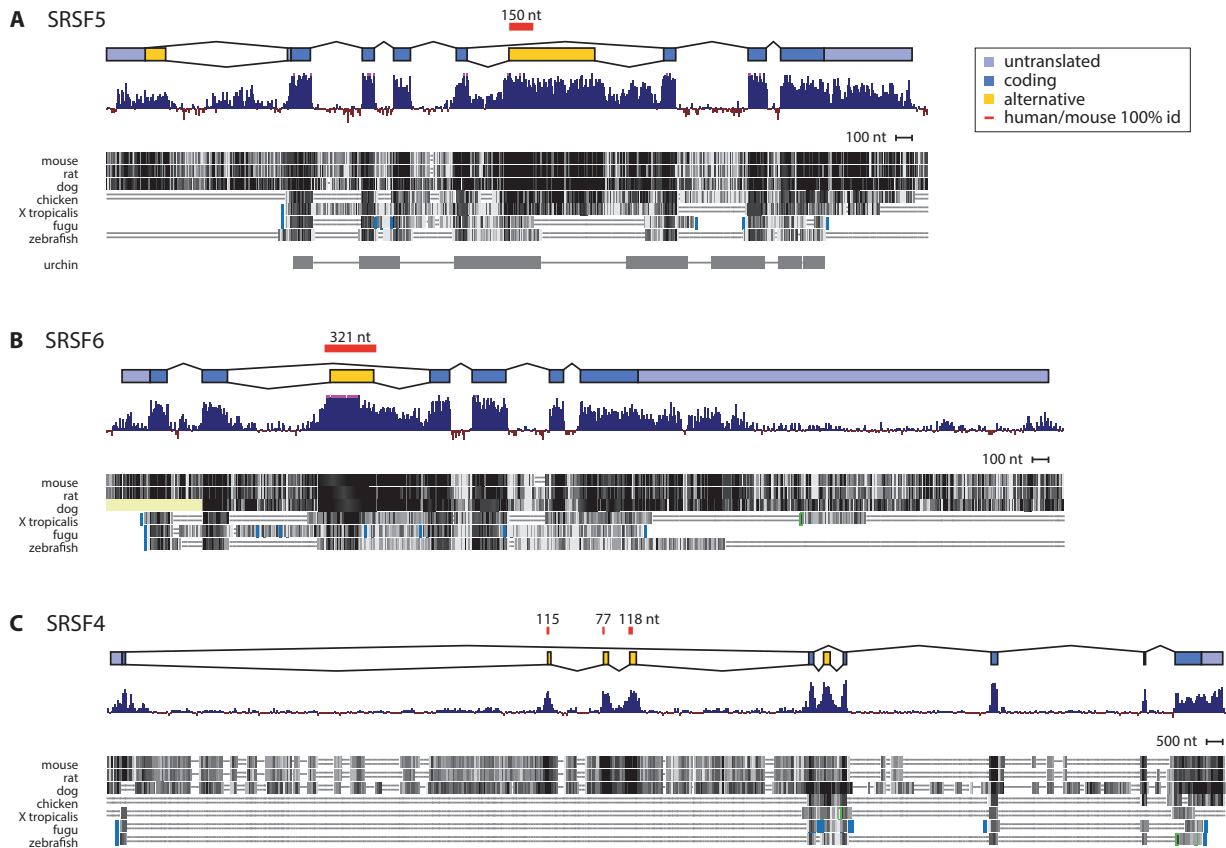 A SRSF5
150 nt
untranslated
coding
alternative
human/mouse 100% id
100 nt
mouse
rat
dog
chicken
X tropicalis
fugu
zebrafish
urchin
B SRSF6
321 nt
100 nt
mouse
rat
dog
X tropicalis
fugu
zebrafish
C SRSF4
115 77 118 nt
500 nt
mouse
rat
dog
chicken
X tropicalis
fugu
zebrafish